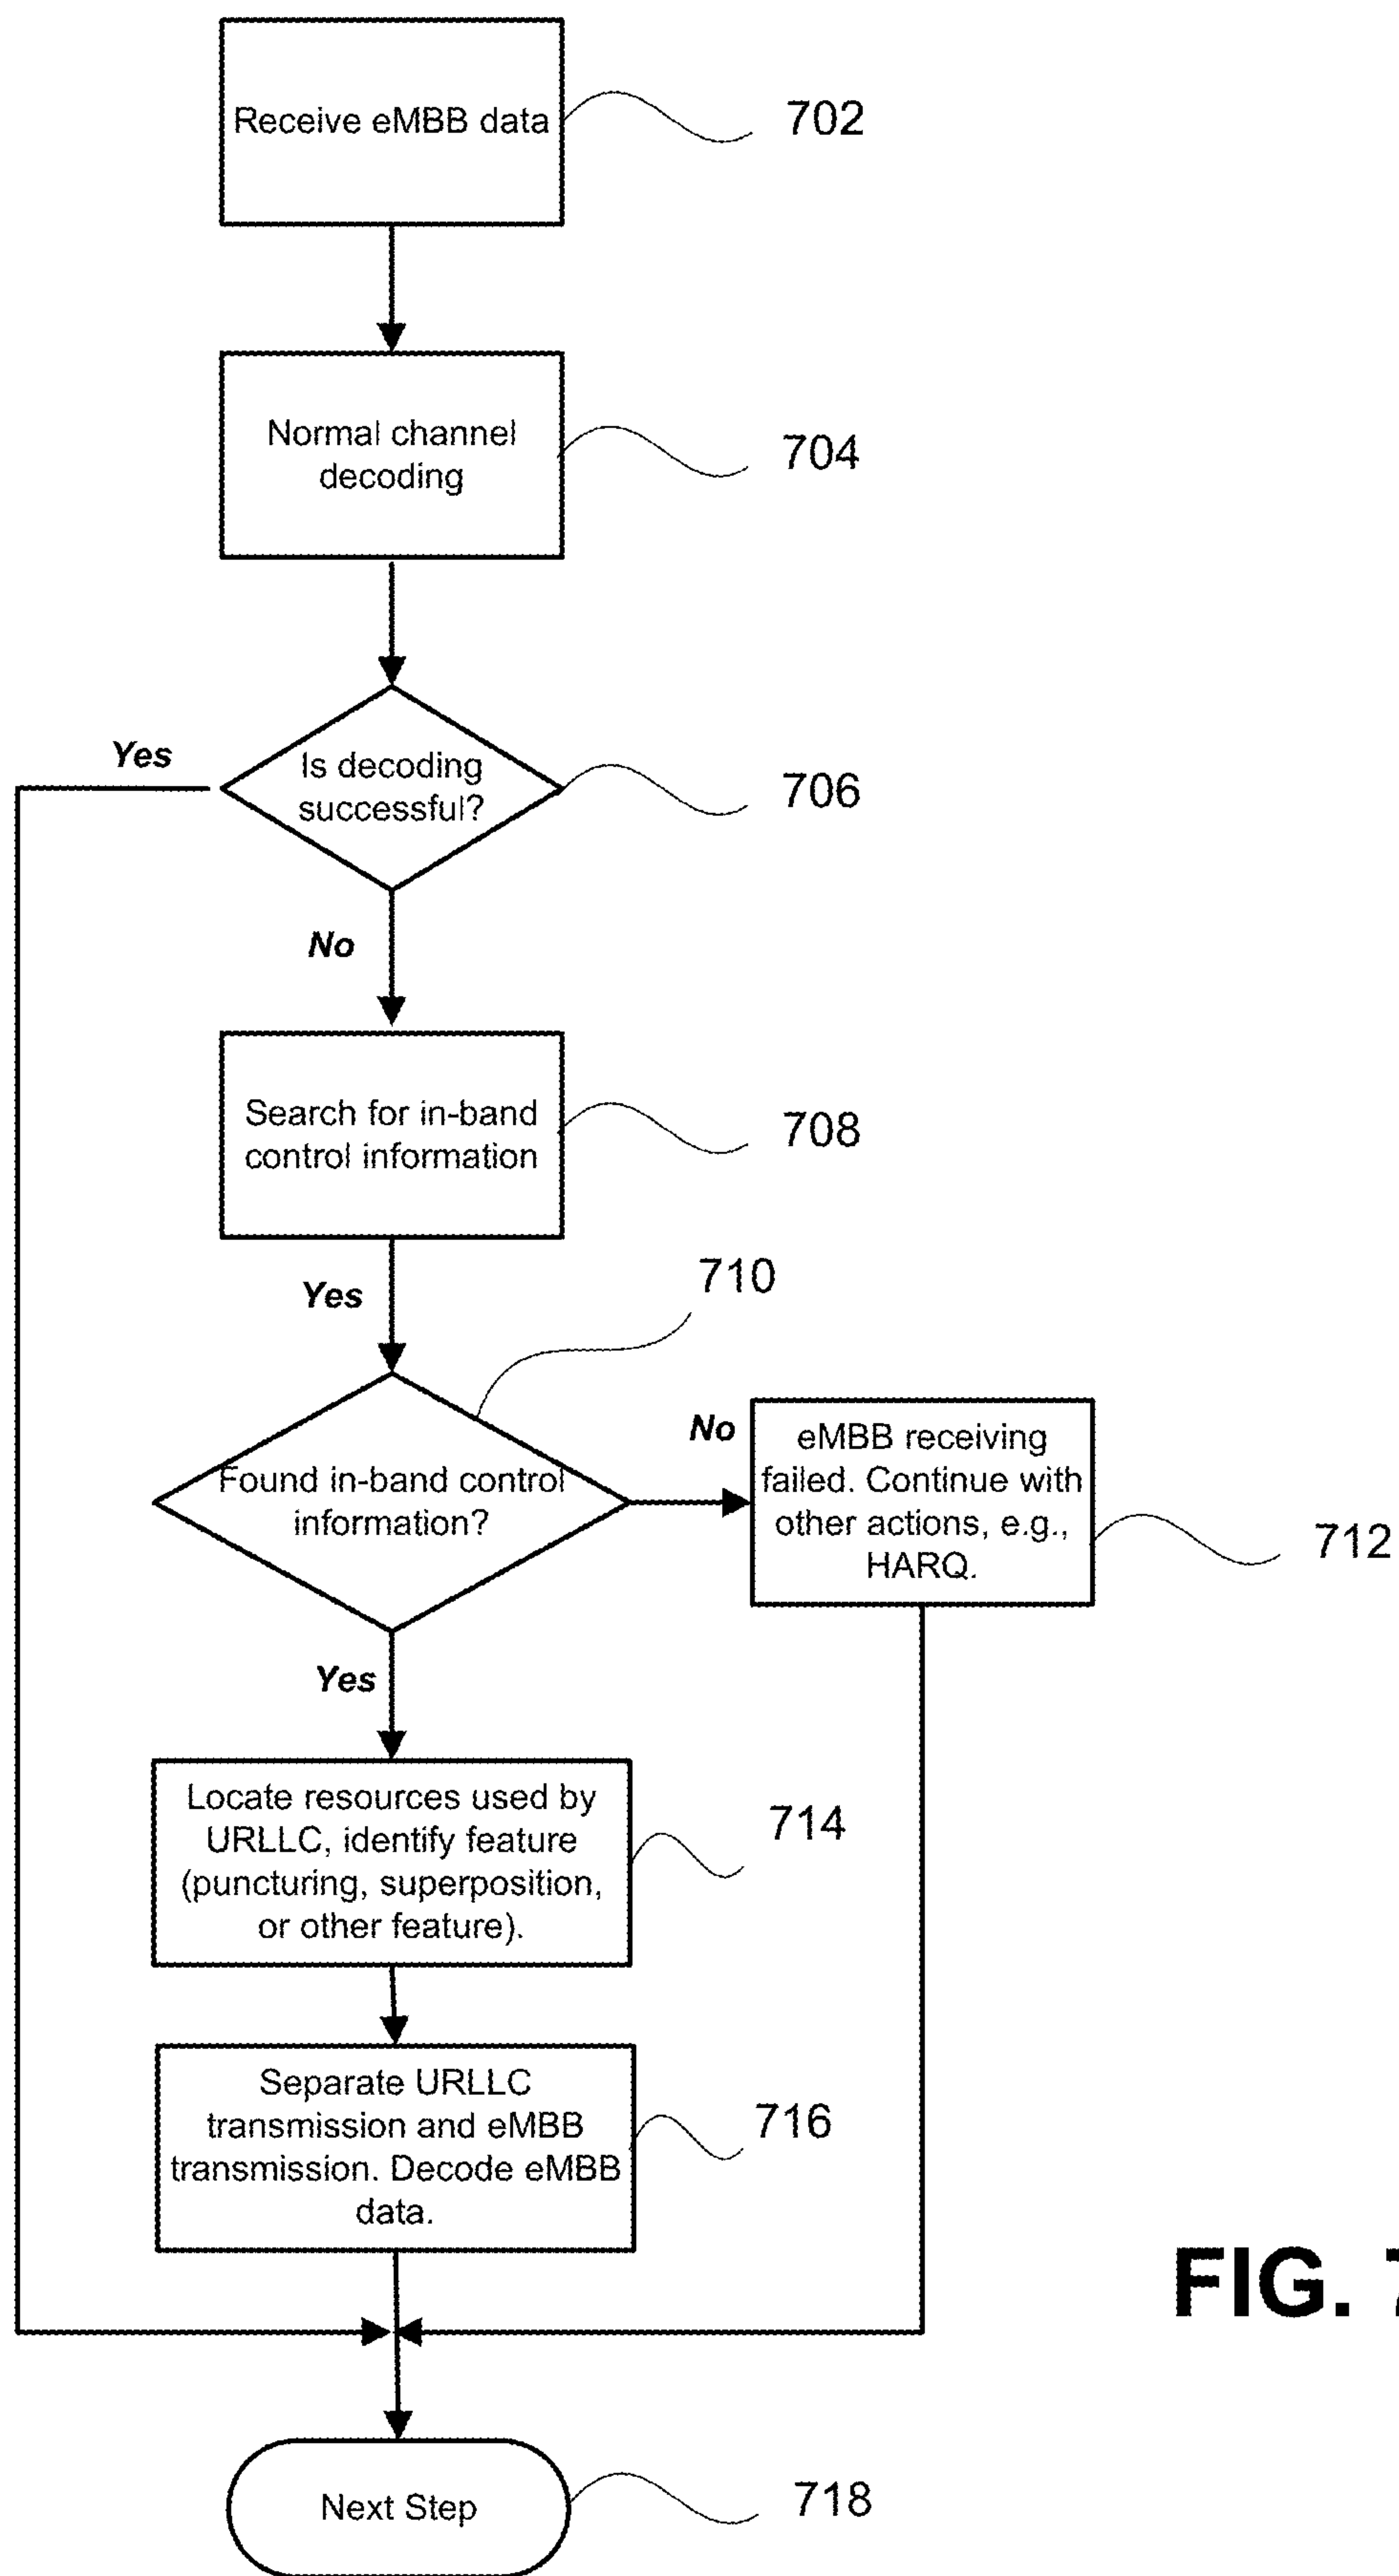 Receive eMBB data
702
Normal channel
decoding
704
Yes
Is decoding
successful?
706
No
Search for in-band
control information
708
Yes
710
Found in-band control
information?
No
eMBB receiving
failed. Continue with
other actions, e.g.,
HARQ.
712
Yes
Locate resources used by
URLLC, identify feature
(puncturing, superposition,
or other feature).
714
Separate URLLC
transmission and eMBB
transmission. Decode eMBB
data.
716
FIG. 7
Next Step
718